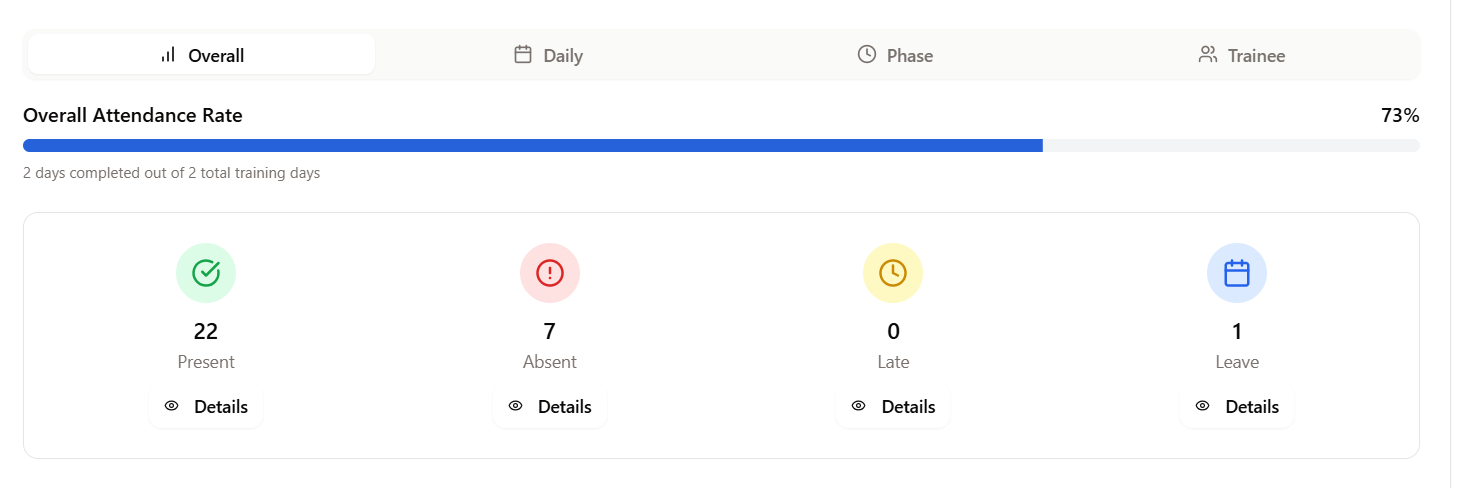 Overall Daily Phase Trainee
Overall Attendance Rate 73%
2 days completed out of 2 total training days
22 7 0 1
Present Absent Late Leave
Details Details Details Details